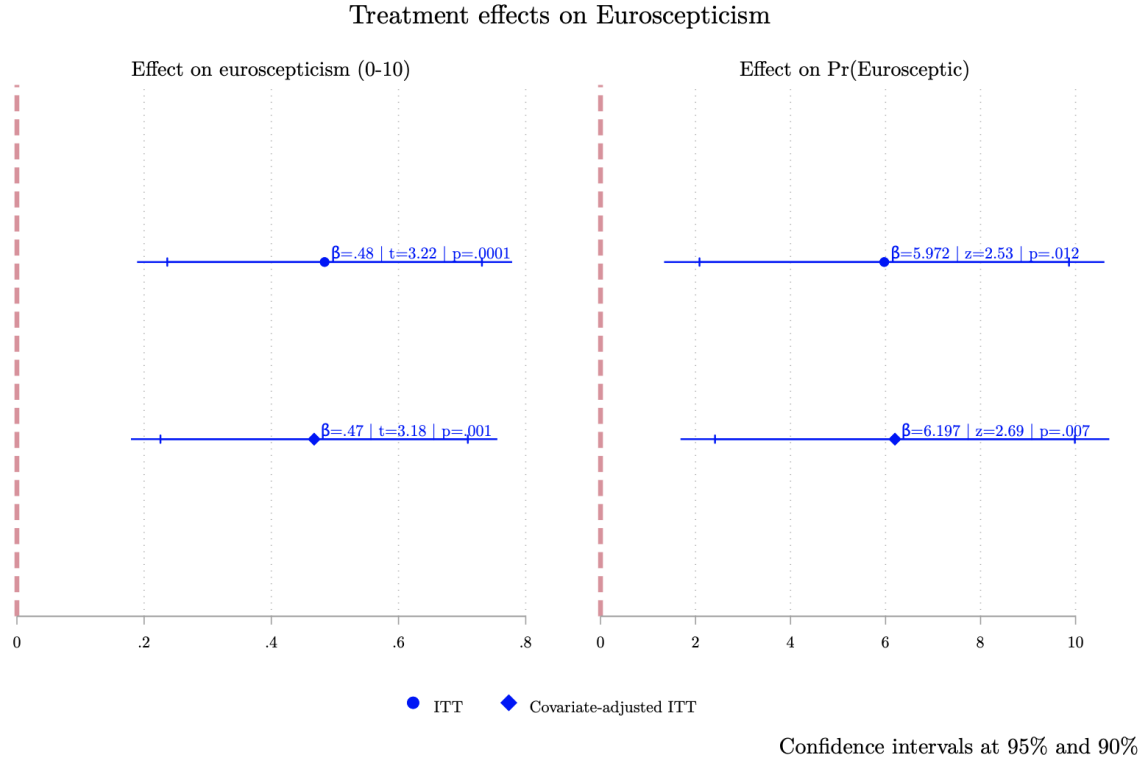 Treatment effects on Euroscepticism
Effect on euroscepticism (0-10)
β=.48 | t=3.22 | p=.0001
β=.47 | t=3.18 | p=.001
0 .2 .4 .6 .8
Effect on Pr(Eurosceptic)
β=5.972 | z=2.53 | p=.012
β=6.197 | z=2.69 | p=.007
0 2 4 6 8 10
ITT Covariate-adjusted ITT
Confidence intervals at 95% and 90%